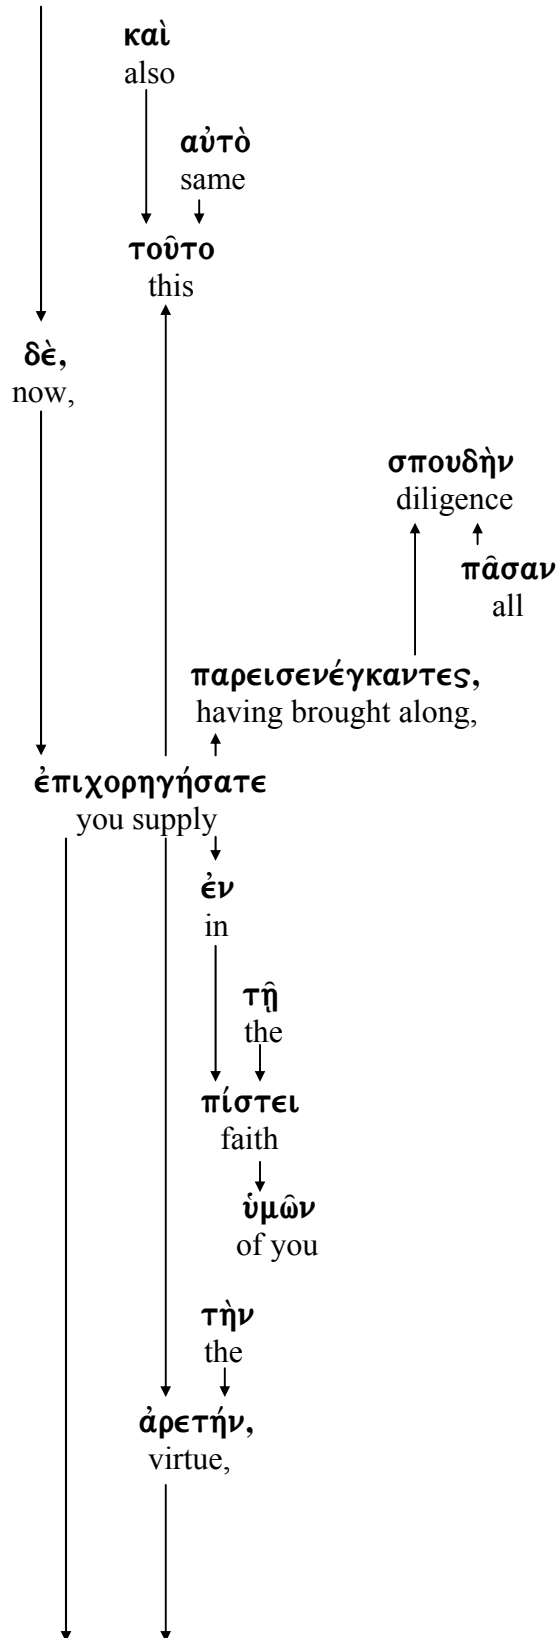 καὶ
also
αὐτὸ
same
τοῦτο
this
δὲ,
now,
σπουδὴν
diligence
πᾶσαν
all
παρεισενέγκαντες,
having brought along,
ἐπιχορηγήσατε
you supply
ἐν
in
τῇ
the
πίστει
faith
ὑμῶν
of you
τὴν
the
ἀρετήν,
virtue,